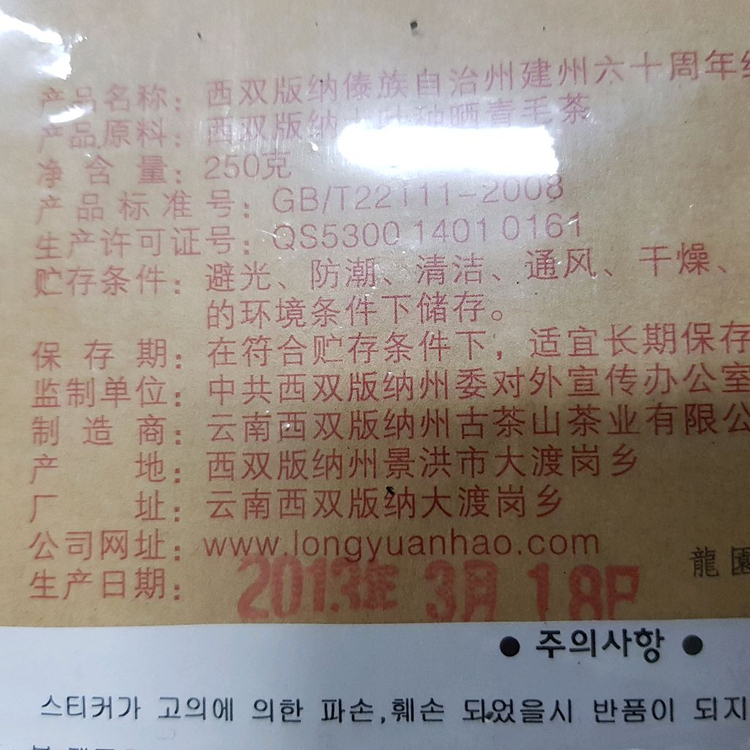 产品名称：西双版纳傣族自治州建州六十周年
产品原料：西双版纳大叶种晒青毛茶
净含量：250克
产品标准号：GB/T22111-2008
生产许可证号：QS5300 1401 0161
贮存条件：避光、防潮、清洁、通风、干燥、
的环境条件下储存。
保存期：在符合贮存条件下，适宜长期保存
监制单位：中共西双版纳州委对外宣传办公室
制造商：云南西双版纳州古茶山茶业有限公
产地：西双版纳州景洪市大渡岗乡
厂址：云南西双版纳大渡岗乡
公司网址：www.longyuanhao.com
龍園
生产日期：2013年3月18日
● 주의사항 ●
스티커가 고의에 의한 파손,훼손 되었을시 반품이 되지